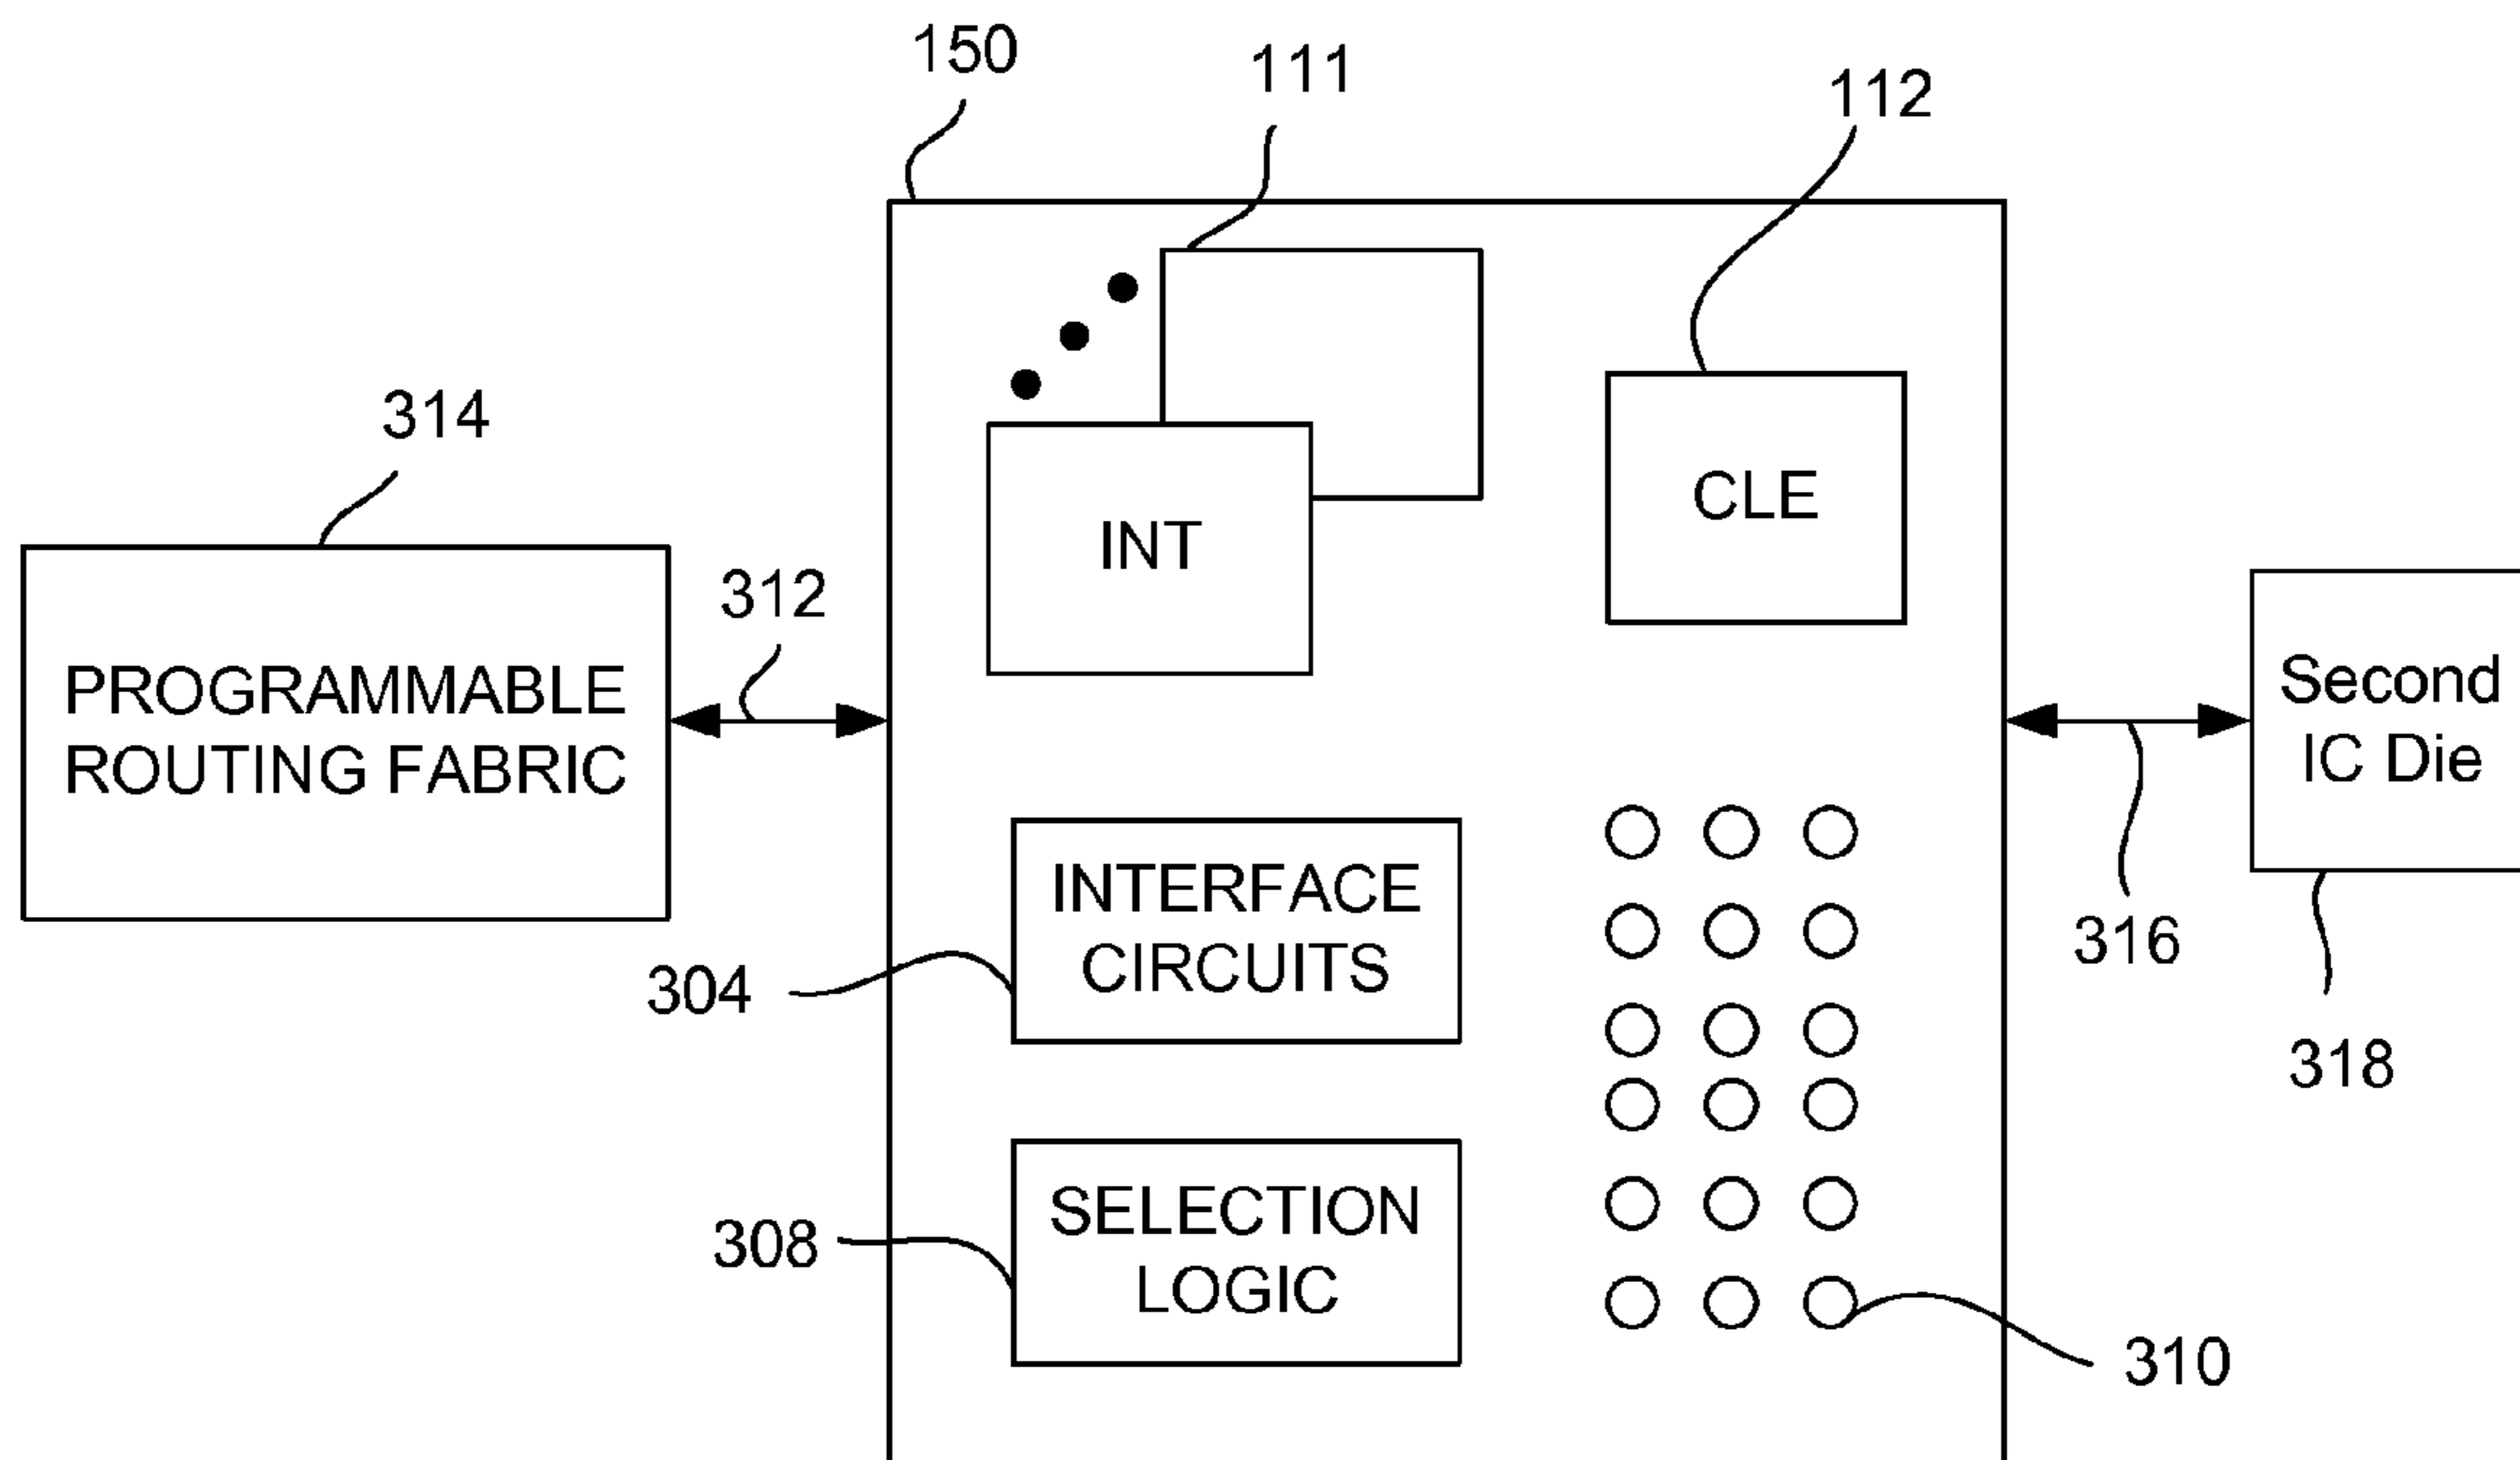 150
111
112
314
CLE
INT
312
PROGRAMMABLE
ROUTING FABRIC
Second
IC Die
INTERFACE
CIRCUITS
316
304
318
SELECTION
LOGIC
308
310